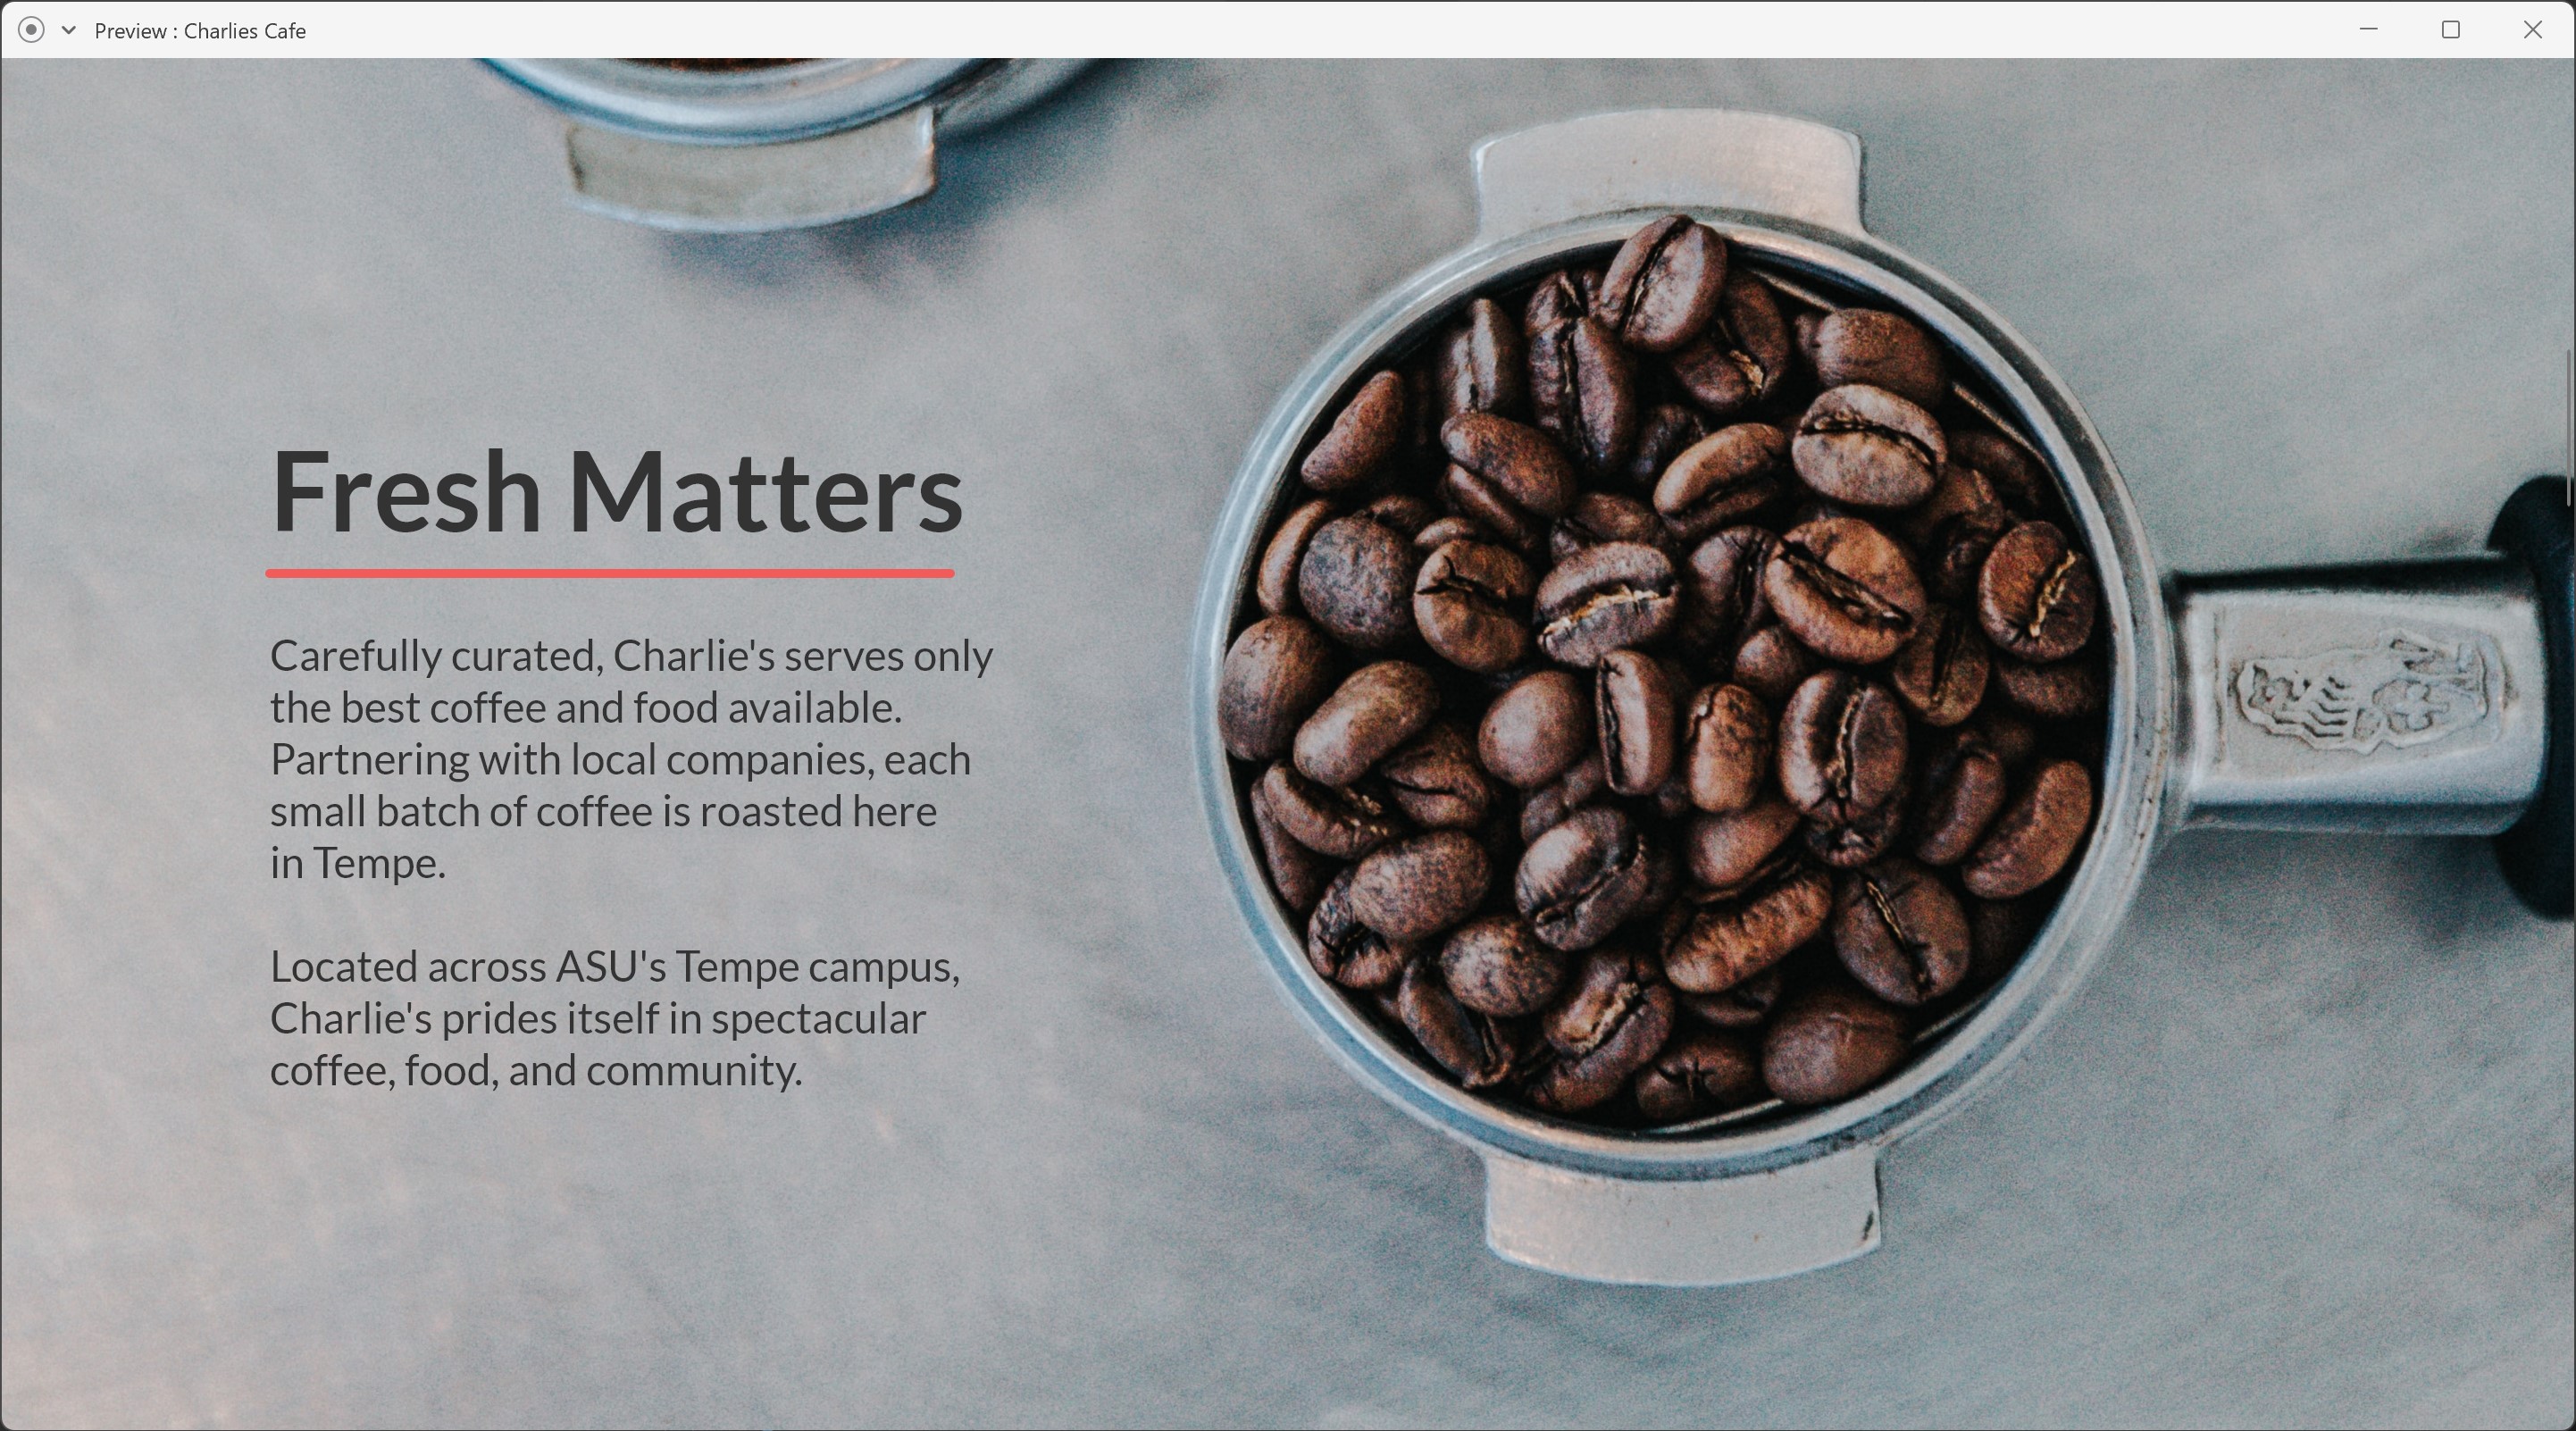 Preview : Charlies Cafe
Fresh Matters
Carefully curated, Charlie's serves only
the best coffee and food available.
Partnering with local companies, each
small batch of coffee is roasted here
in Tempe.
Located across ASU's Tempe campus,
Charlie's prides itself in spectacular
coffee, food, and community.